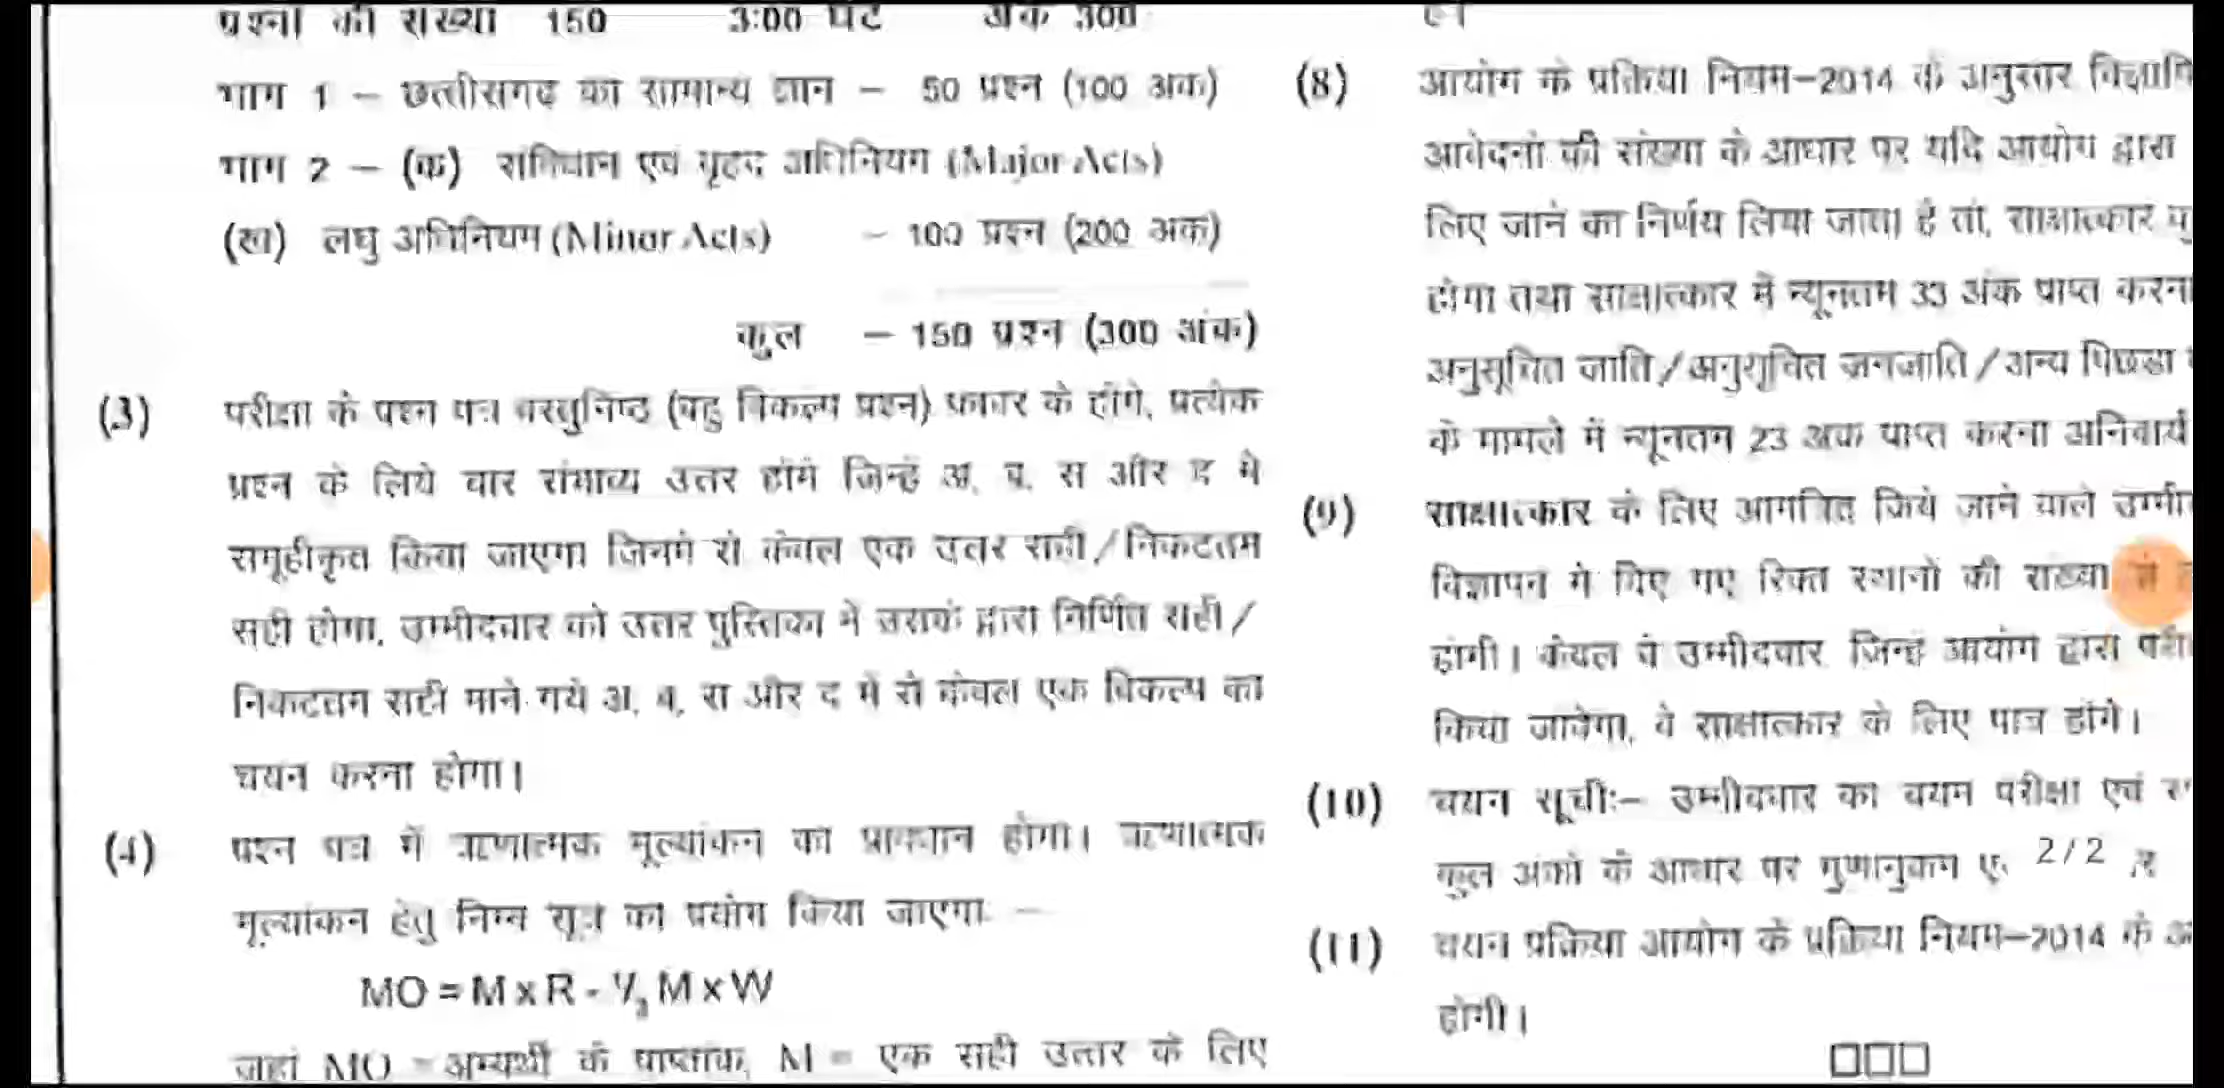 प्रश्नों की संख्या 150 3:00 घंटे अंक 300
भाग 1 – छत्तीसगढ़ का सामान्य ज्ञान – 50 प्रश्न (100 अंक)
भाग 2 – (क) संविधान एवं वृहद अधिनियम (Major Acts)
(ख) लघु अधिनियम (Minor Acts) – 100 प्रश्न (200 अंक)
कुल – 150 प्रश्न (300 अंक)
(3) परीक्षा के प्रश्न पत्र वस्तुनिष्ठ (बहु विकल्प प्रश्न) प्रकार के होंगे, प्रत्येक
प्रश्न के लिये चार संभाव्य उत्तर होंगे जिन्हें अ, ब, स और द में
समूहीकृत किया जाएगा जिनमें से केवल एक उत्तर सही/निकटतम
सही होगा, उम्मीदवार को उत्तर पुस्तिका में उसके द्वारा निर्णित सही/
निकटतम सही माने गये अ, ब, स और द में से केवल एक विकल्प का
चयन करना होगा।
(4) प्रश्न पत्र में ऋणात्मक मूल्यांकन का प्रावधान होगा। ऋणात्मक
मूल्यांकन हेतु निम्न सूत्र का प्रयोग किया जाएगा –
MO = M x R - 1/3 M x W
जहां MO = अभ्यर्थी के प्राप्तांक, M = एक सही उत्तर के लिए
(8) आयोग के प्रक्रिया नियम-2014 के अनुसार
आवेदनों की संख्या के आधार पर यदि आयोग द्वारा
लिए जाने का निर्णय लिया जाता है तो, साक्षात्कार
होगा तथा साक्षात्कार में न्यूनतम 33 अंक प्राप्त करना
अनुसूचित जाति/अनुसूचित जनजाति/अन्य पिछडा
के मामले में न्यूनतम 23 अंक प्राप्त करना अनिवार्य
(9) साक्षात्कार के लिए आमंत्रित किये जाने वाले
विज्ञापन में दिए गए रिक्त स्थानों की संख्या से
होगी। केवल वे उम्मीदवार जिन्हें आयोग द्वारा
किया जावेगा, वे साक्षात्कार के लिए पात्र होंगे।
(10) चयन सूची:– उम्मीदवार का चयन परीक्षा एवं
कुल अंकों के आधार पर गुणानुक्रम 2/2
(11) चयन प्रक्रिया आयोग के प्रक्रिया नियम-2014 के
होगी।